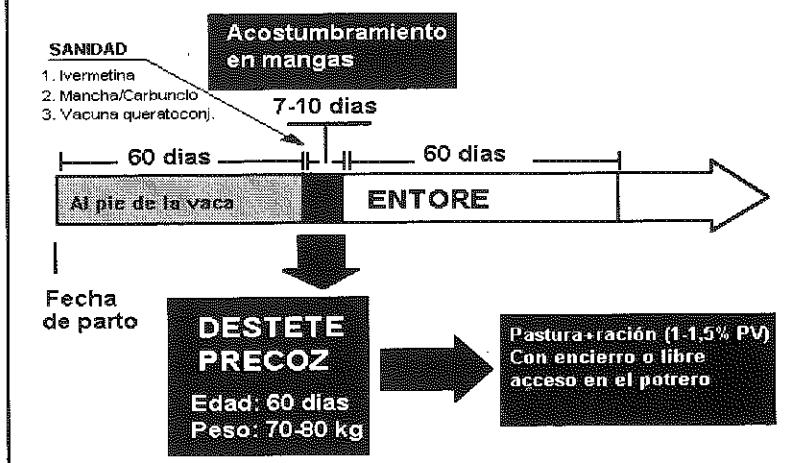 Acostumbramiento
en mangas
SANIDAD
1. Ivermetina
2. Mancha/Carbunclo
3. Vacuna queratoconj.
7-10 dias
60 dias
60 dias
Al pie de la vaca
ENTORE
Fecha
de parto
DESTETE
PRECOZ
Edad: 60 dias
Peso: 70-80 kg
Pastura+ración (1-1,5% PV)
Con encierro o libre
acceso en el potrero